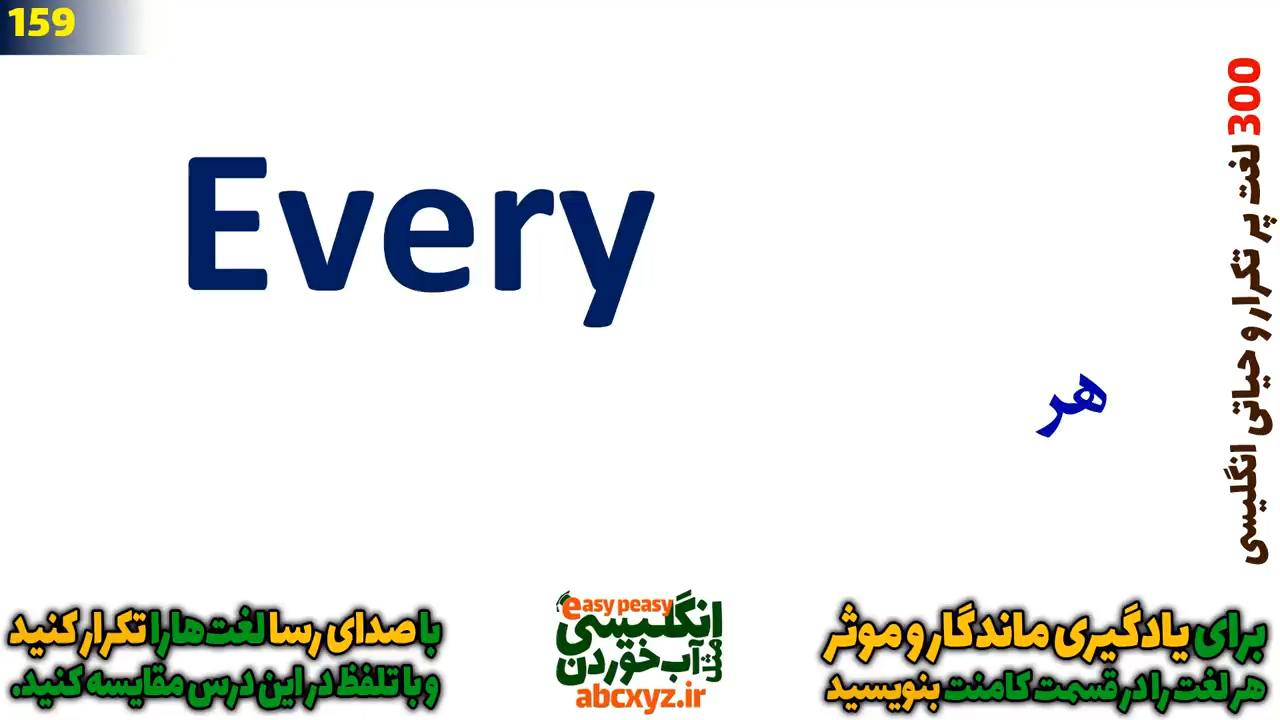 159
Every
هر
300 لغت پر تکرار و حیاتی انگلیسی
برای یادگیری ماندگار و موثر
هر لغت را در قسمت کامنت بنویسید
easy peasy
انگلیسی
مثل آب خوردن
abcxyz.ir
با صدای رسا لغت‌ها را تکرار کنید
و با تلفظ در این درس مقایسه کنید.